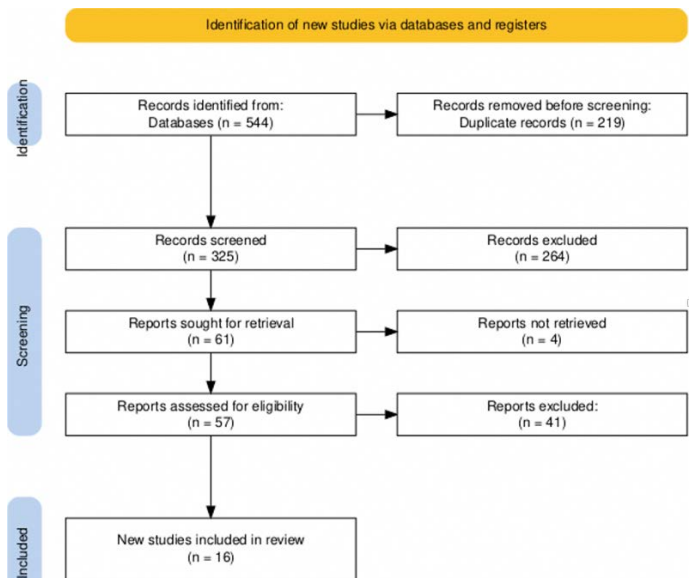 Identification of new studies via databases and registers
Identification
Records identified from:
Databases (n = 544)
Records removed before screening:
Duplicate records (n = 219)
Screening
Records screened
(n = 325)
Records excluded
(n = 264)
Reports sought for retrieval
(n = 61)
Reports not retrieved
(n = 4)
Reports assessed for eligibility
(n = 57)
Reports excluded:
(n = 41)
Included
New studies included in review
(n = 16)